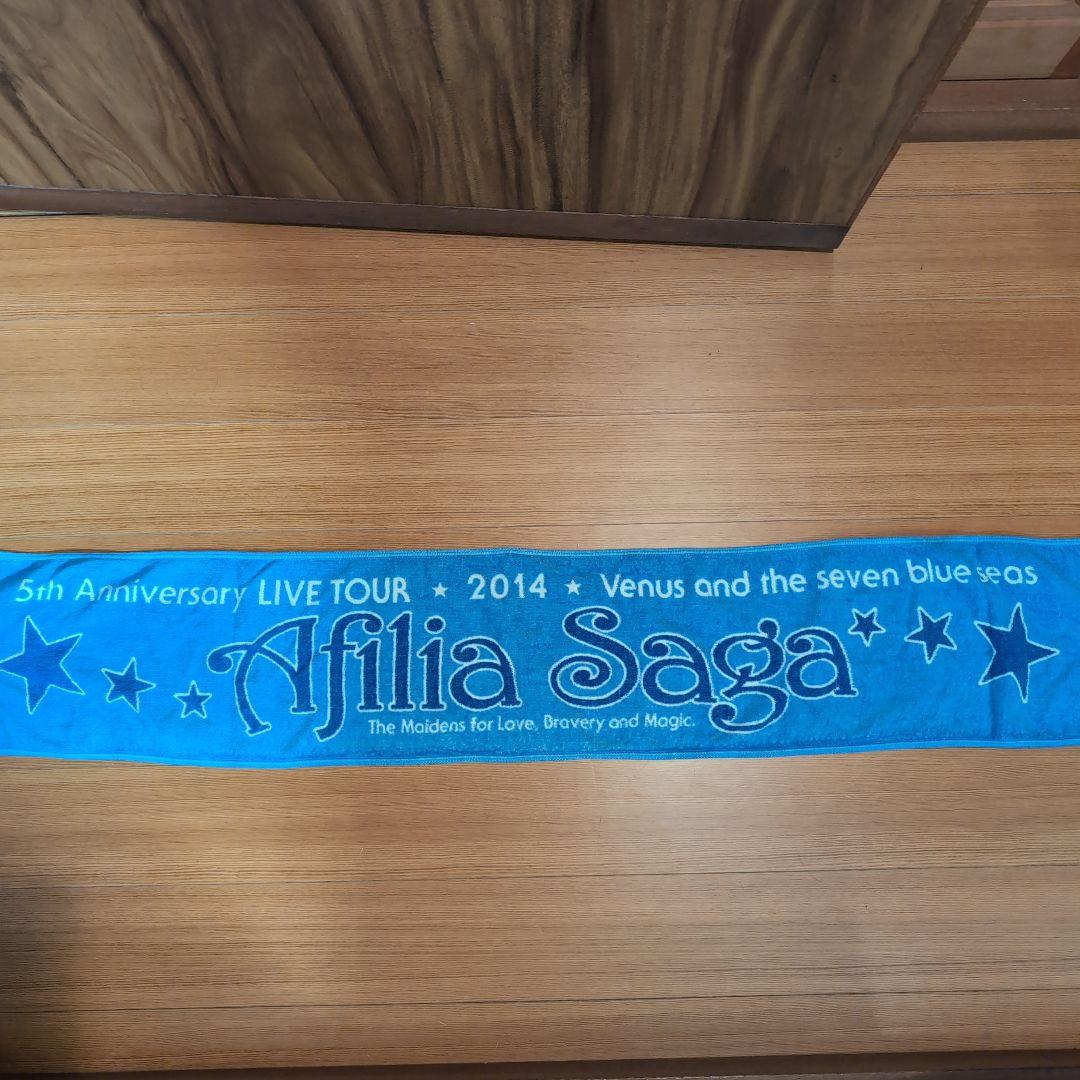 5th Anniversary LIVE TOUR ★ 2014 ★ Venus and the seven blue seas
Afilia Saga
The Maidens for Love, Bravery and Magic.